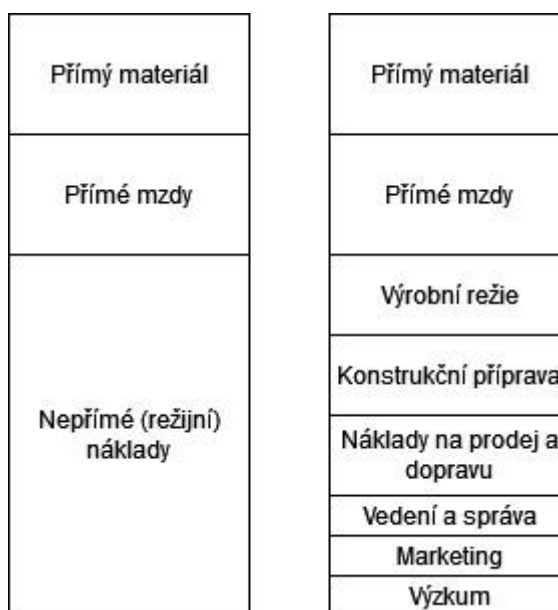 Přímý materiál
Přímé mzdy
Nepřímé (režijní)
náklady
Přímý materiál
Přímé mzdy
Výrobní režie
Konstrukční příprava
Náklady na prodej a
dopravu
Vedení a správa
Marketing
Výzkum